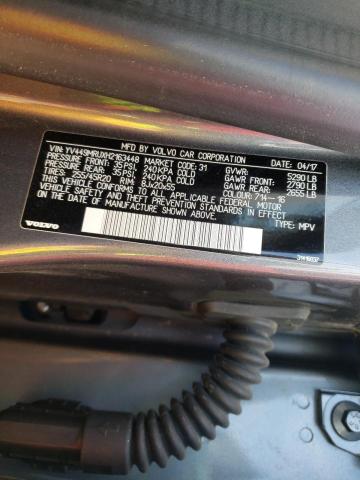 MFD BY VOLVO CAR CORPORATION 04/17
VIN: YV449MRUXH2163448 MARKET CODE: 31 GVWR: 5290 LB
PRESSURE FRONT: 35 PSI, 240 KPA COLD GAWR FRONT: 2790 LB
PRESSURE REAR: 35 PSI, 240 KPA COLD GAWR REAR: 2655 LB
TIRES: 255/45R20 RIM: 8Jx20x55 COLOUR: 714-16
THIS VEHICLE CONFORMS TO ALL APPLICABLE FEDERAL MOTOR
VEHICLE SAFETY AND THEFT PREVENTION STANDARDS IN EFFECT ON THE
DATE OF MANUFACTURE SHOWN ABOVE.
TYPE: MPV
VOLVO